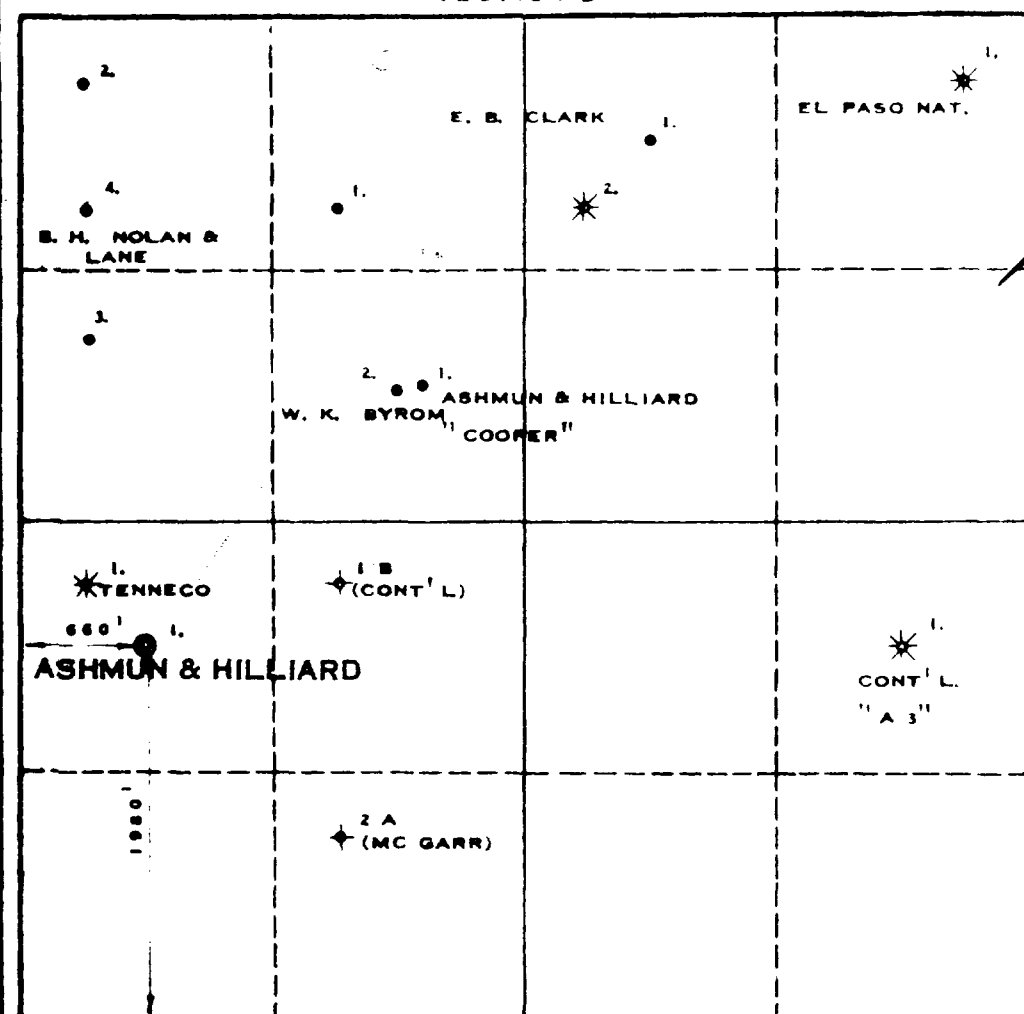 2.
1.
EL PASO NAT.
E. B. CLARK
1.
4.
1.
2.
B. H. NOLAN &
LANE
3.
2.
1.
ASHMUN & HILLIARD
W. K. BYROM
"COOPER"
1.
TENNECO
1 B
(CONT'L)
660'
1.
ASHMUN & HILLIARD
1.
CONT'L.
"A 3"
1980'
2 A
(MC GARR)